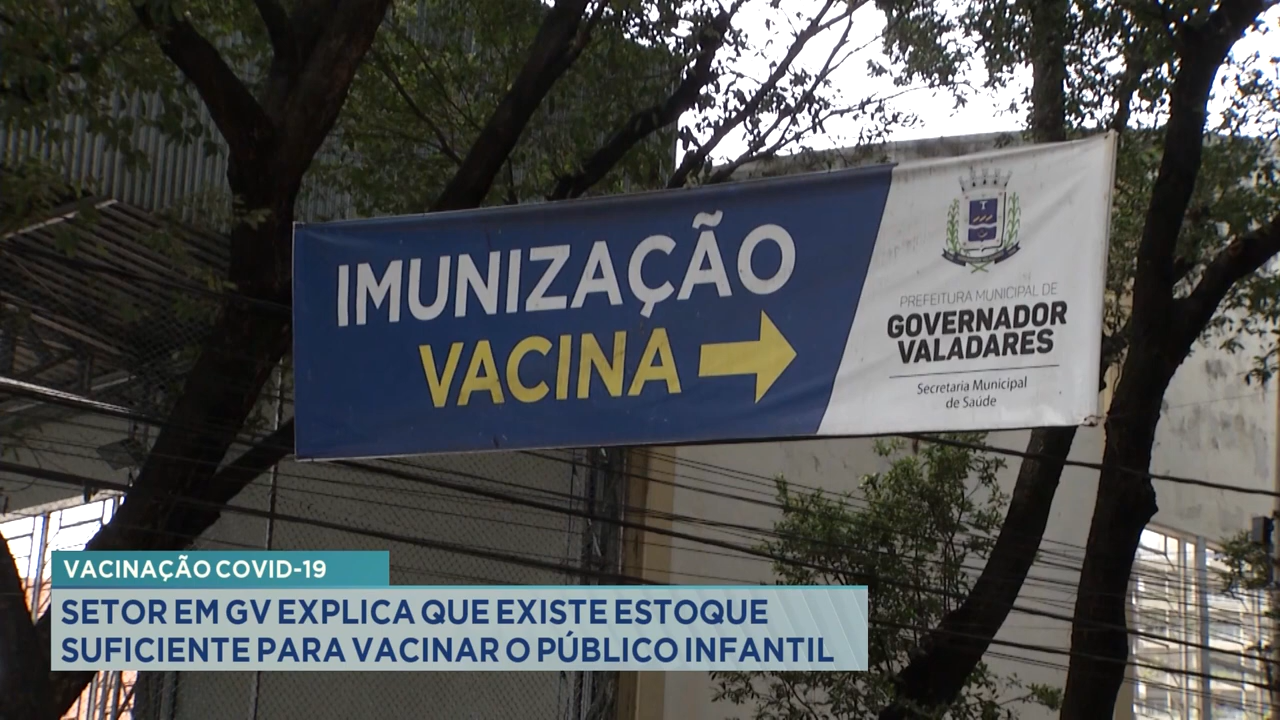 IMUNIZAÇÃO
VACINA
PREFEITURA MUNICIPAL DE
GOVERNADOR
VALADARES
Secretaria Municipal
de Saúde
VACINAÇÃO COVID-19
SETOR EM GV EXPLICA QUE EXISTE ESTOQUE
SUFICIENTE PARA VACINAR O PÚBLICO INFANTIL